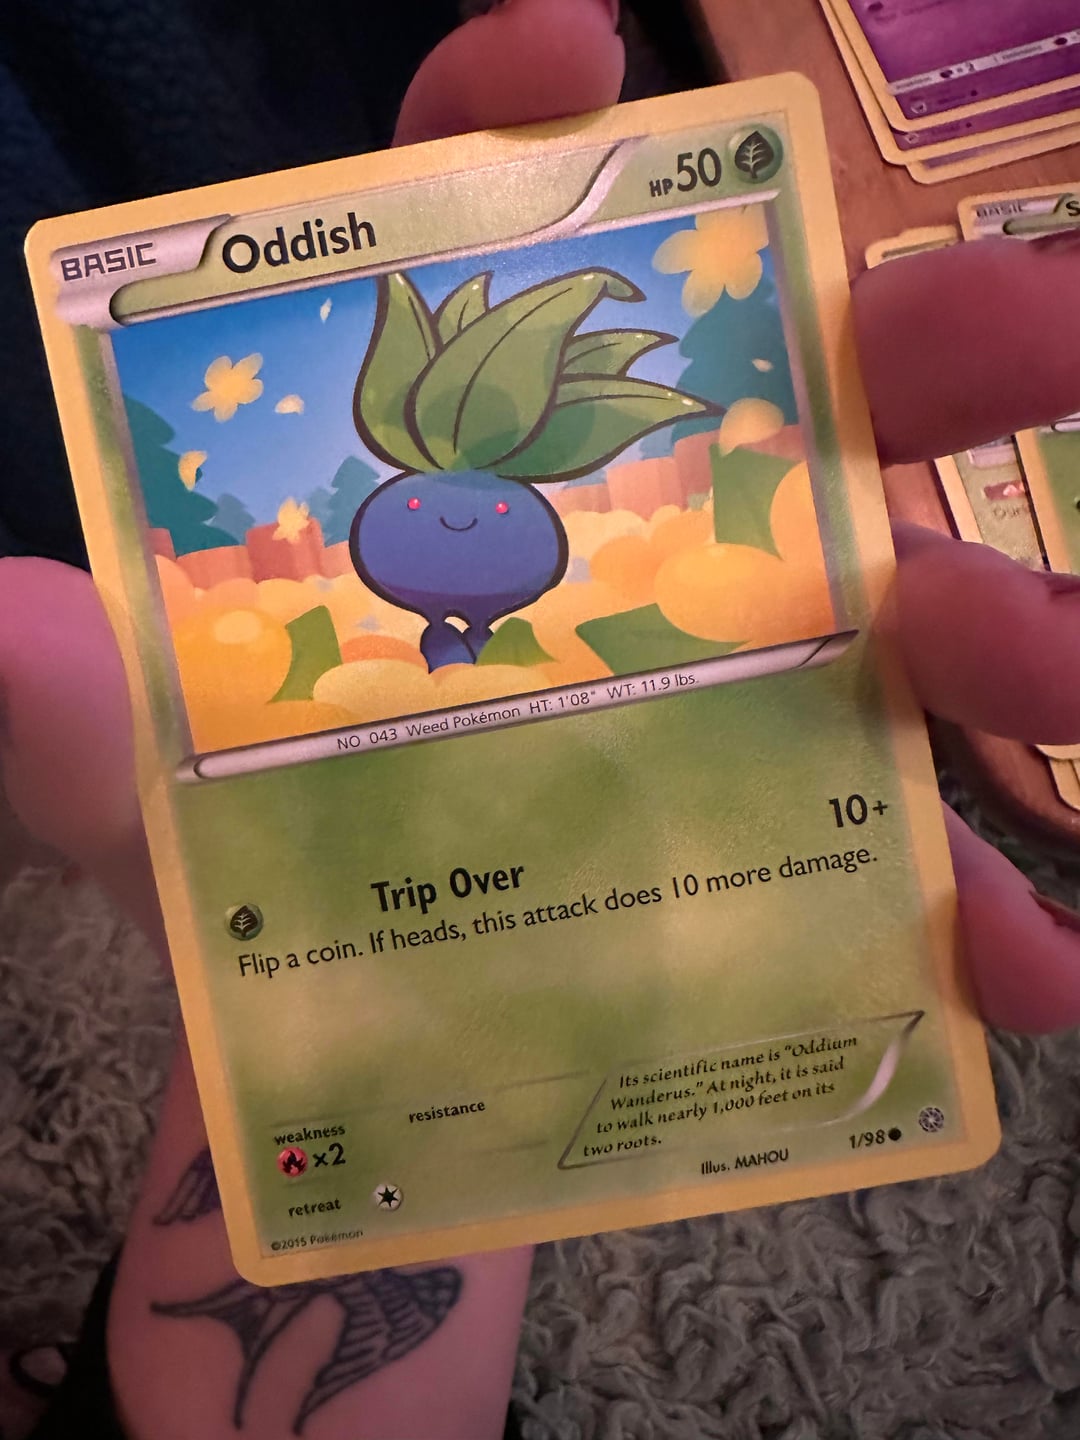 BASIC Oddish HP50
NO 043 Weed Pokémon HT: 1'08" WT: 11.9 lbs.
Trip Over 10+
Flip a coin. If heads, this attack does 10 more damage.
Its scientific name is "Oddium
Wanderus." At night, it is said
to walk nearly 1,000 feet on its
two roots.
weakness
×2
resistance
retreat
Illus. MAHOU
1/98
©2015 Pokémon
BASIC S